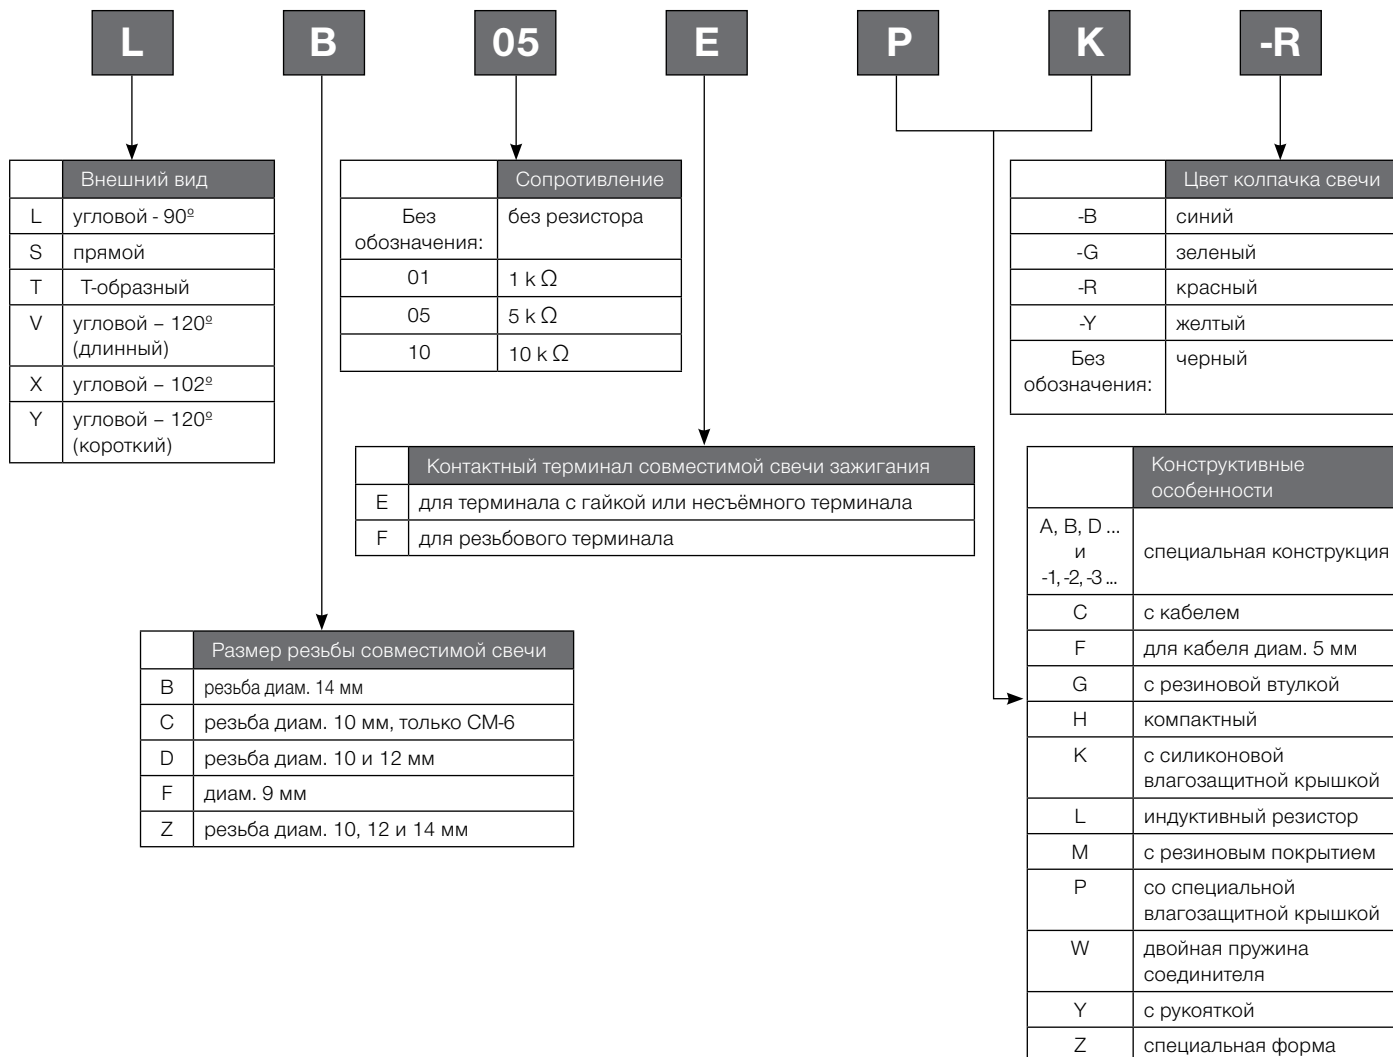 L B 05 E P K -R
Внешний вид
L угловой - 90º
S прямой
T Т-образный
V угловой – 120º
(длинный)
X угловой – 102º
Y угловой – 120º
(короткий)
Сопротивление
Без
обозначения:
без резистора
01 1 k Ω
05 5 k Ω
10 10 k Ω
Цвет колпачка свечи
-B синий
-G зеленый
-R красный
-Y желтый
Без
обозначения:
черный
Контактный терминал совместимой свечи зажигания
E для терминала с гайкой или несъёмного терминала
F для резьбового терминала
Конструктивные
особенности
A, B, D ...
и
-1, -2, -3 ...
специальная конструкция
C с кабелем
F для кабеля диам. 5 мм
G с резиновой втулкой
H компактный
K с силиконовой
влагозащитной крышкой
L индуктивный резистор
M с резиновым покрытием
P со специальной
влагозащитной крышкой
W двойная пружина
соединителя
Y с рукояткой
Z специальная форма
Размер резьбы совместимой свечи
B резьба диам. 14 мм
C резьба диам. 10 мм, только CM-6
D резьба диам. 10 и 12 мм
F диам. 9 мм
Z резьба диам. 10, 12 и 14 мм